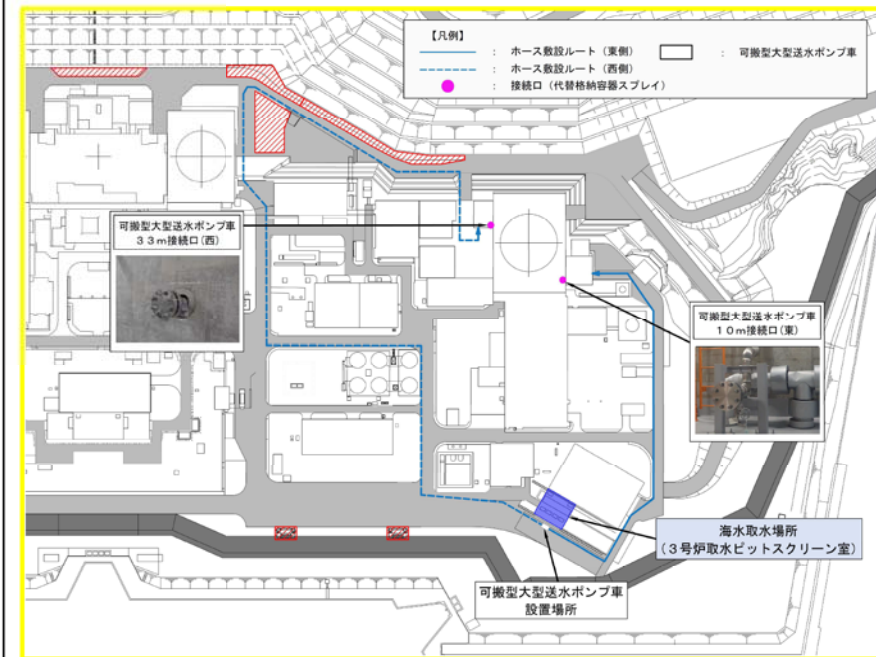 【凡例】
： ホース敷設ルート（東側）
： 可搬型大型送水ポンプ車
： ホース敷設ルート（西側）
： 接続口（代替格納容器スプレイ）
可搬型大型送水ポンプ車
３３ｍ接続口(西)
可搬型大型送水ポンプ車
１０ｍ接続口(東)
海水取水場所
（３号炉取水ピットスクリーン室）
可搬型大型送水ポンプ車
設置場所